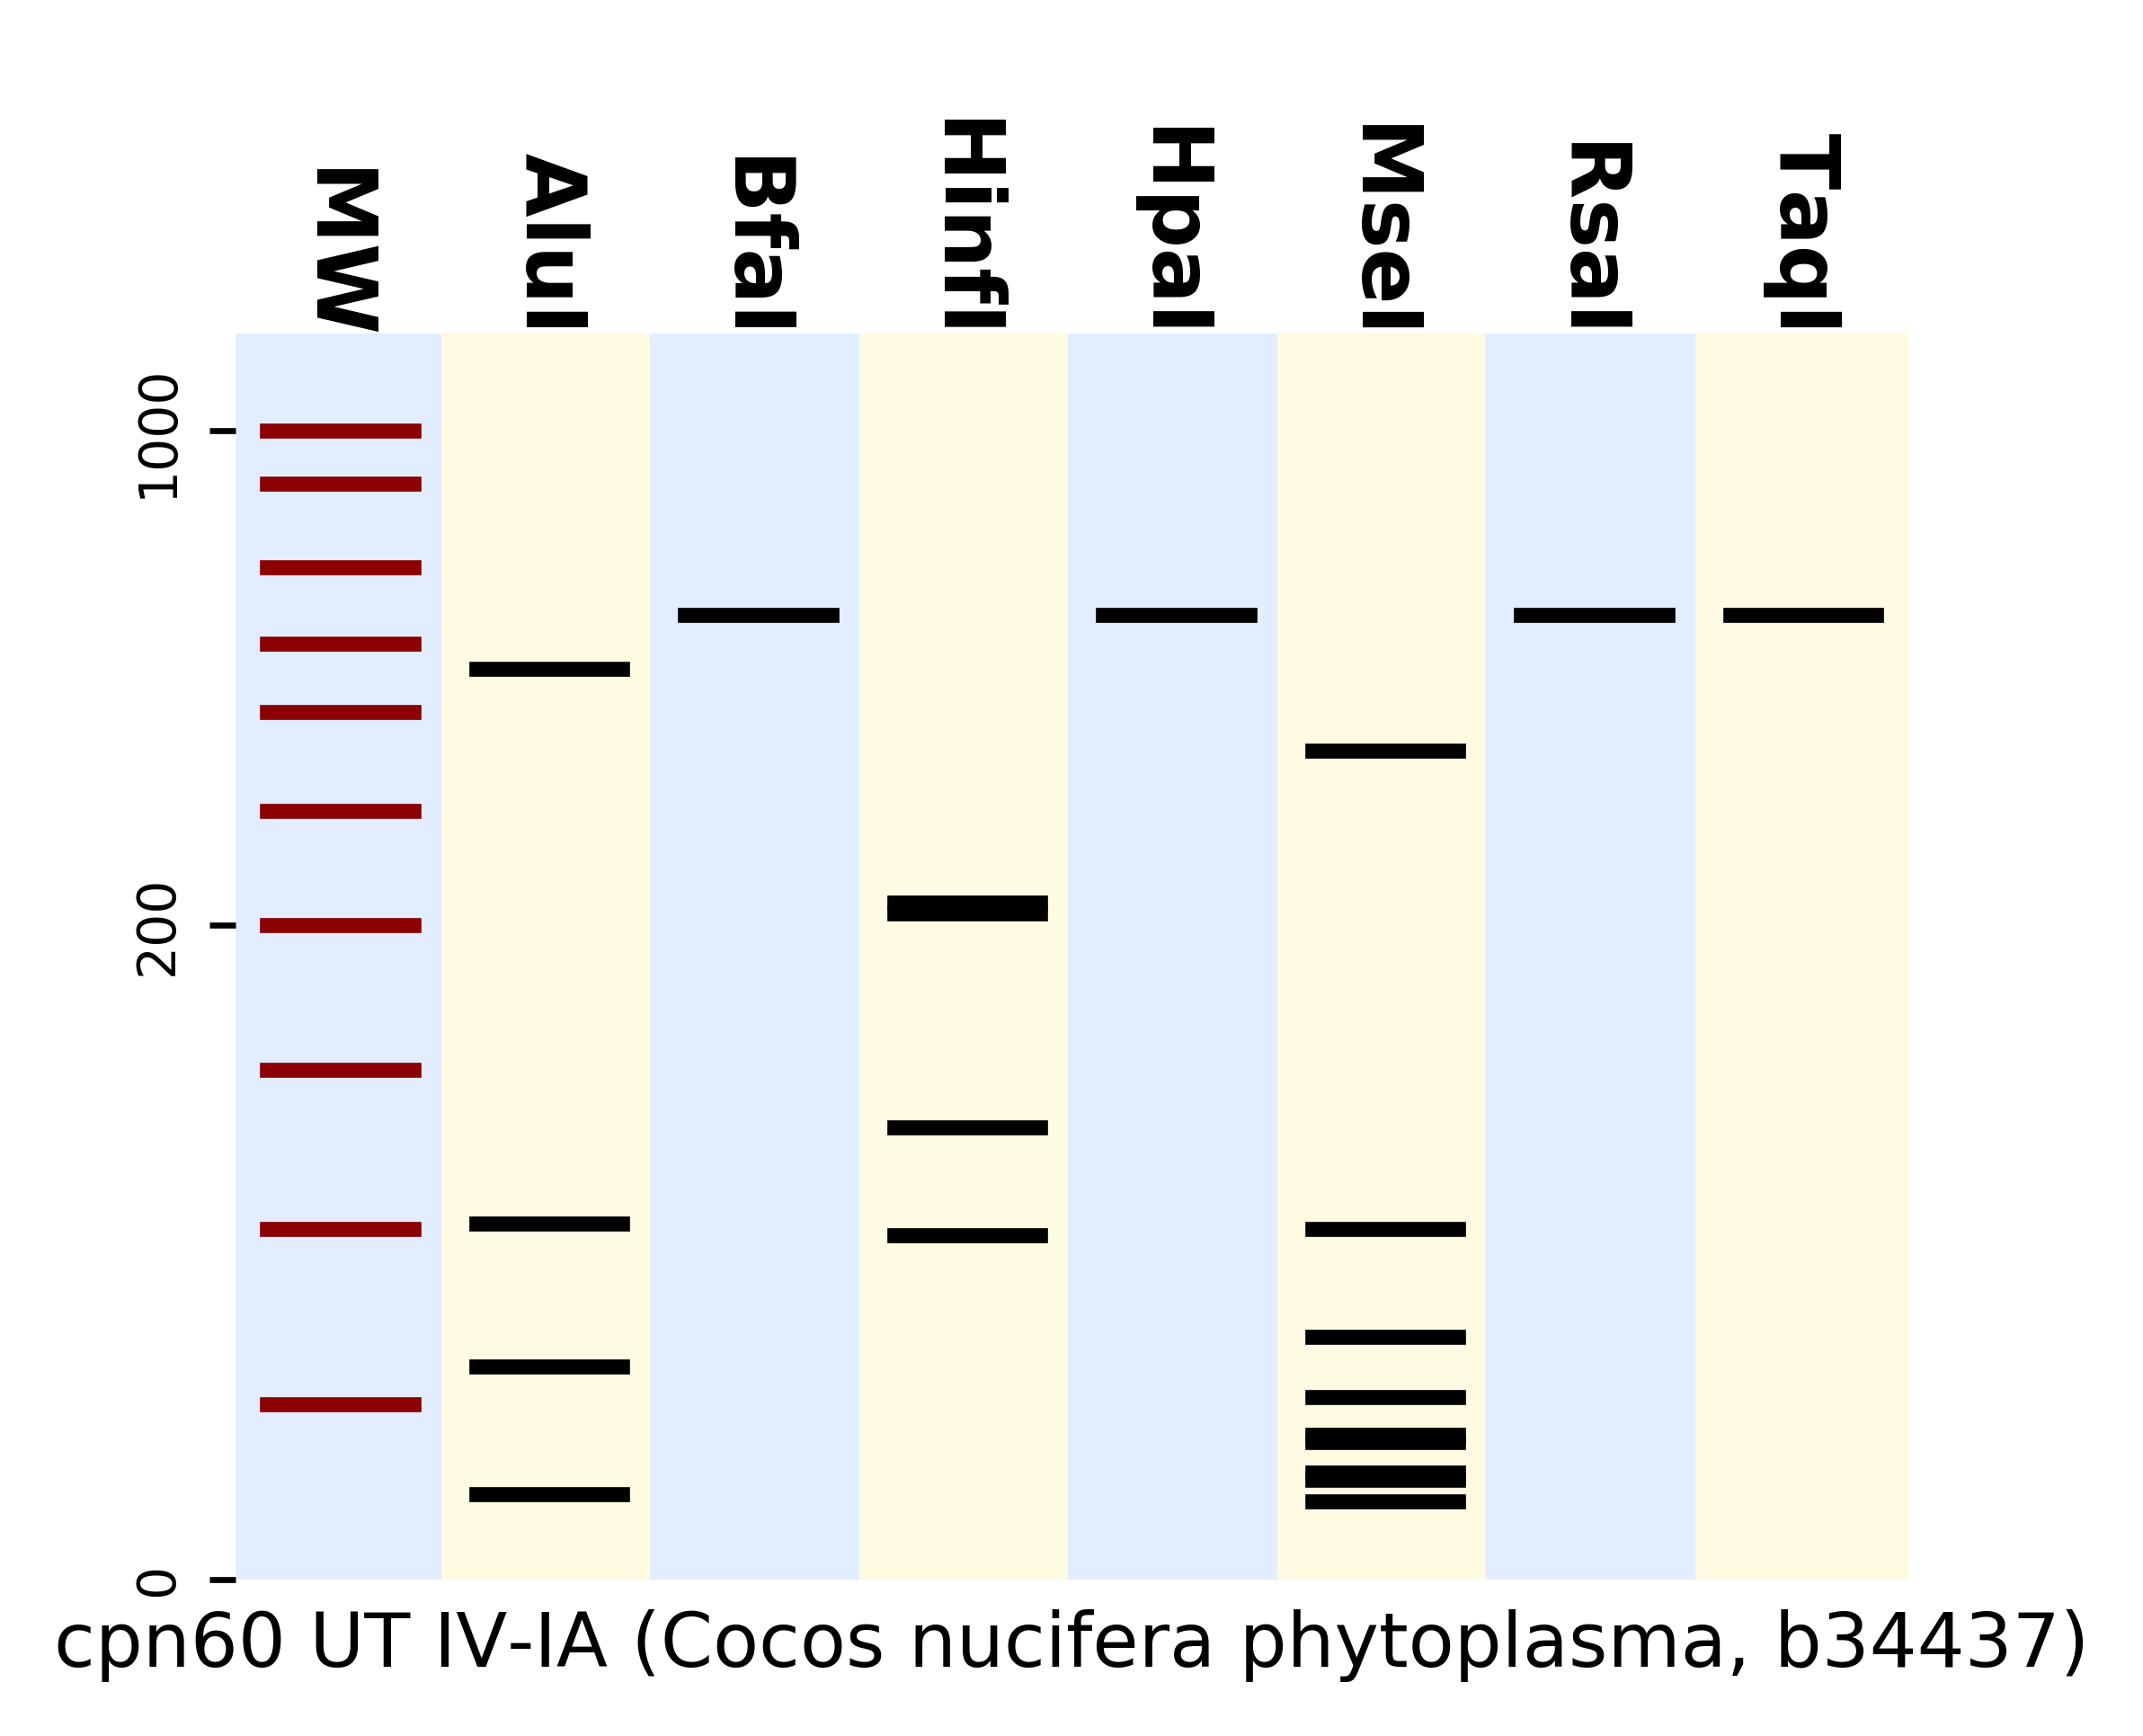 MW
AluI
BfaI
HinfI
HpaI
MseI
RsaI
TaqI
1000
200
0
cpn60 UT IV-IA (Cocos nucifera phytoplasma, b34437)